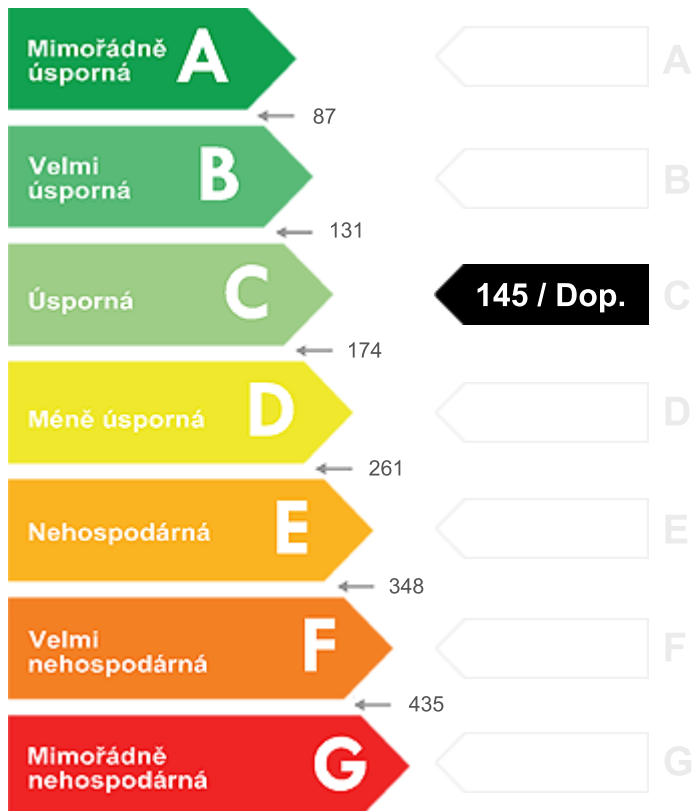 Mimořádně
úsporná
A
A
87
Velmi
úsporná
B
B
131
Úsporná
C
145 / Dop.
C
174
Méně úsporná
D
D
261
Nehospodárná
E
E
348
Velmi
nehospodárná
F
F
435
Mimořádně
nehospodárná
G
G